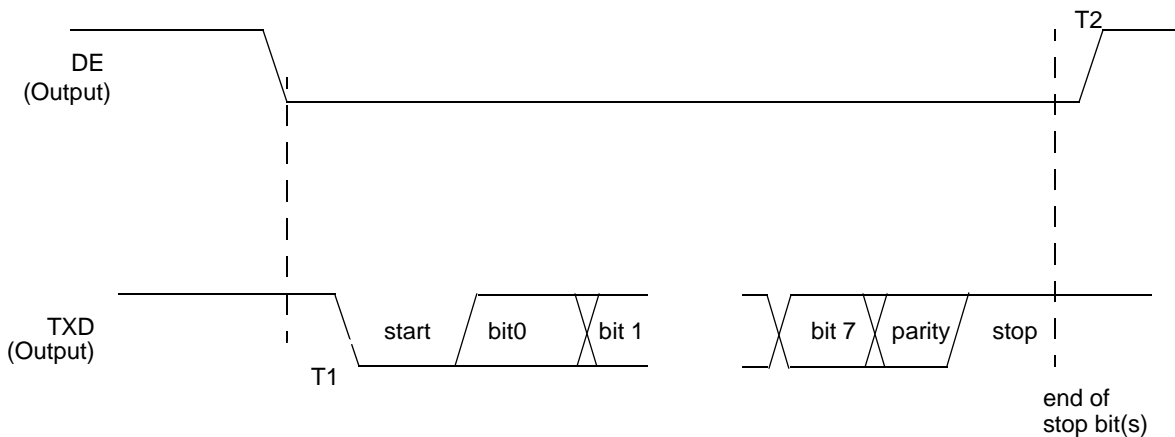 T2
DE
(Output)
TXD
(Output)
start
bit0
bit 1
bit 7
parity
stop
T1
end of
stop bit(s)